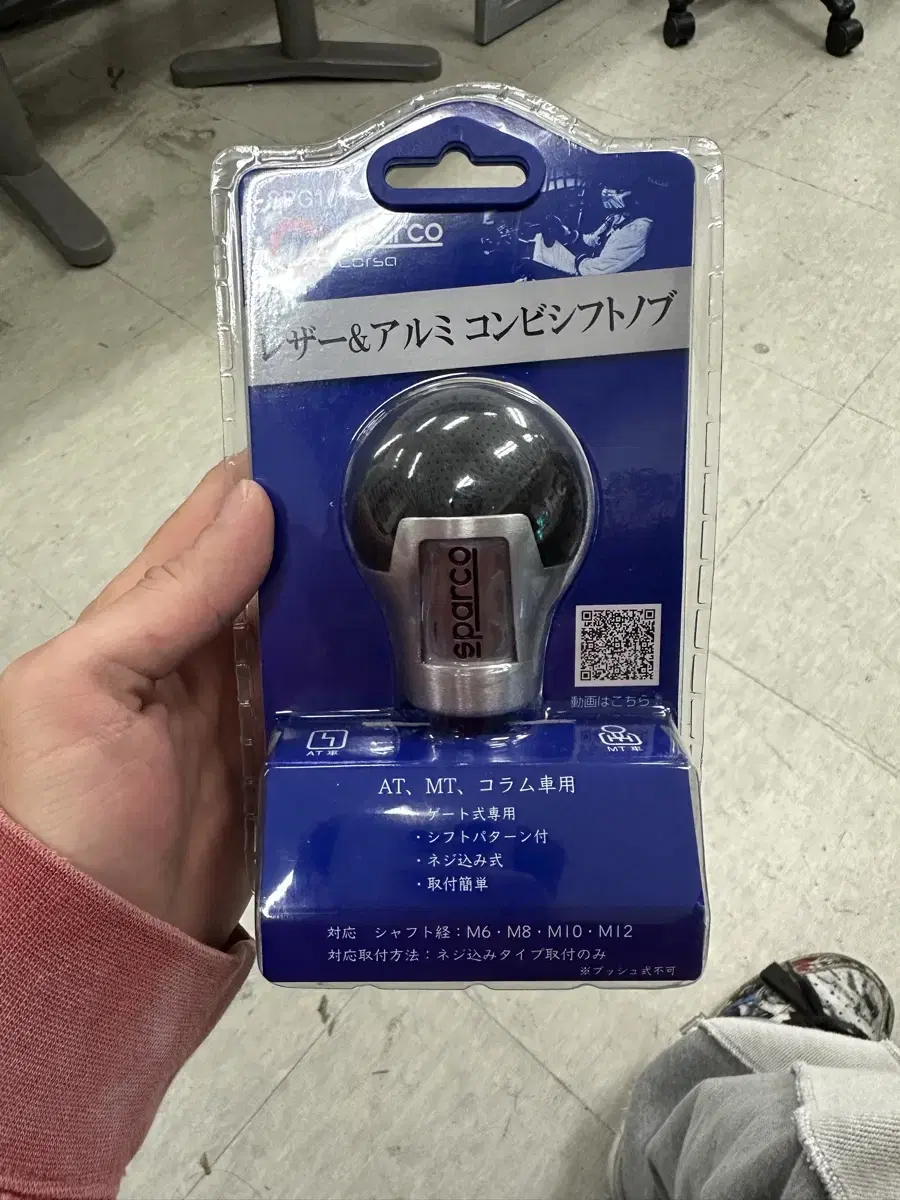 corsa
レザー&アルミ コンビシフトノブ
sparco
動画はこちら
AT車
MT車
AT、MT、コラム車用
・ゲート式専用
・シフトパターン付
・ネジ込み式
・取付簡単
対応 シャフト経:M6・M8・M10・M12
対応取付方法:ネジ込みタイプ取付のみ
※プッシュ式不可